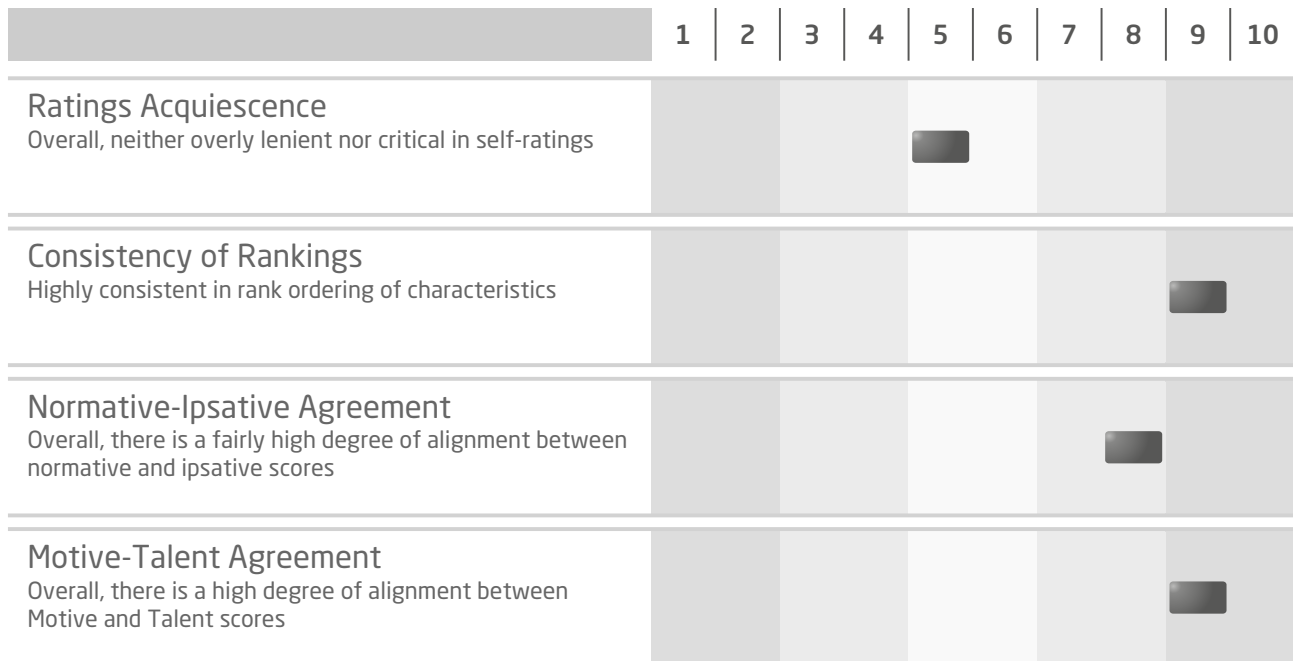 1 2 3 4 5 6 7 8 9 10
Ratings Acquiescence
Overall, neither overly lenient nor critical in self-ratings
Consistency of Rankings
Highly consistent in rank ordering of characteristics
Normative-Ipsative Agreement
Overall, there is a fairly high degree of alignment between
normative and ipsative scores
Motive-Talent Agreement
Overall, there is a high degree of alignment between
Motive and Talent scores